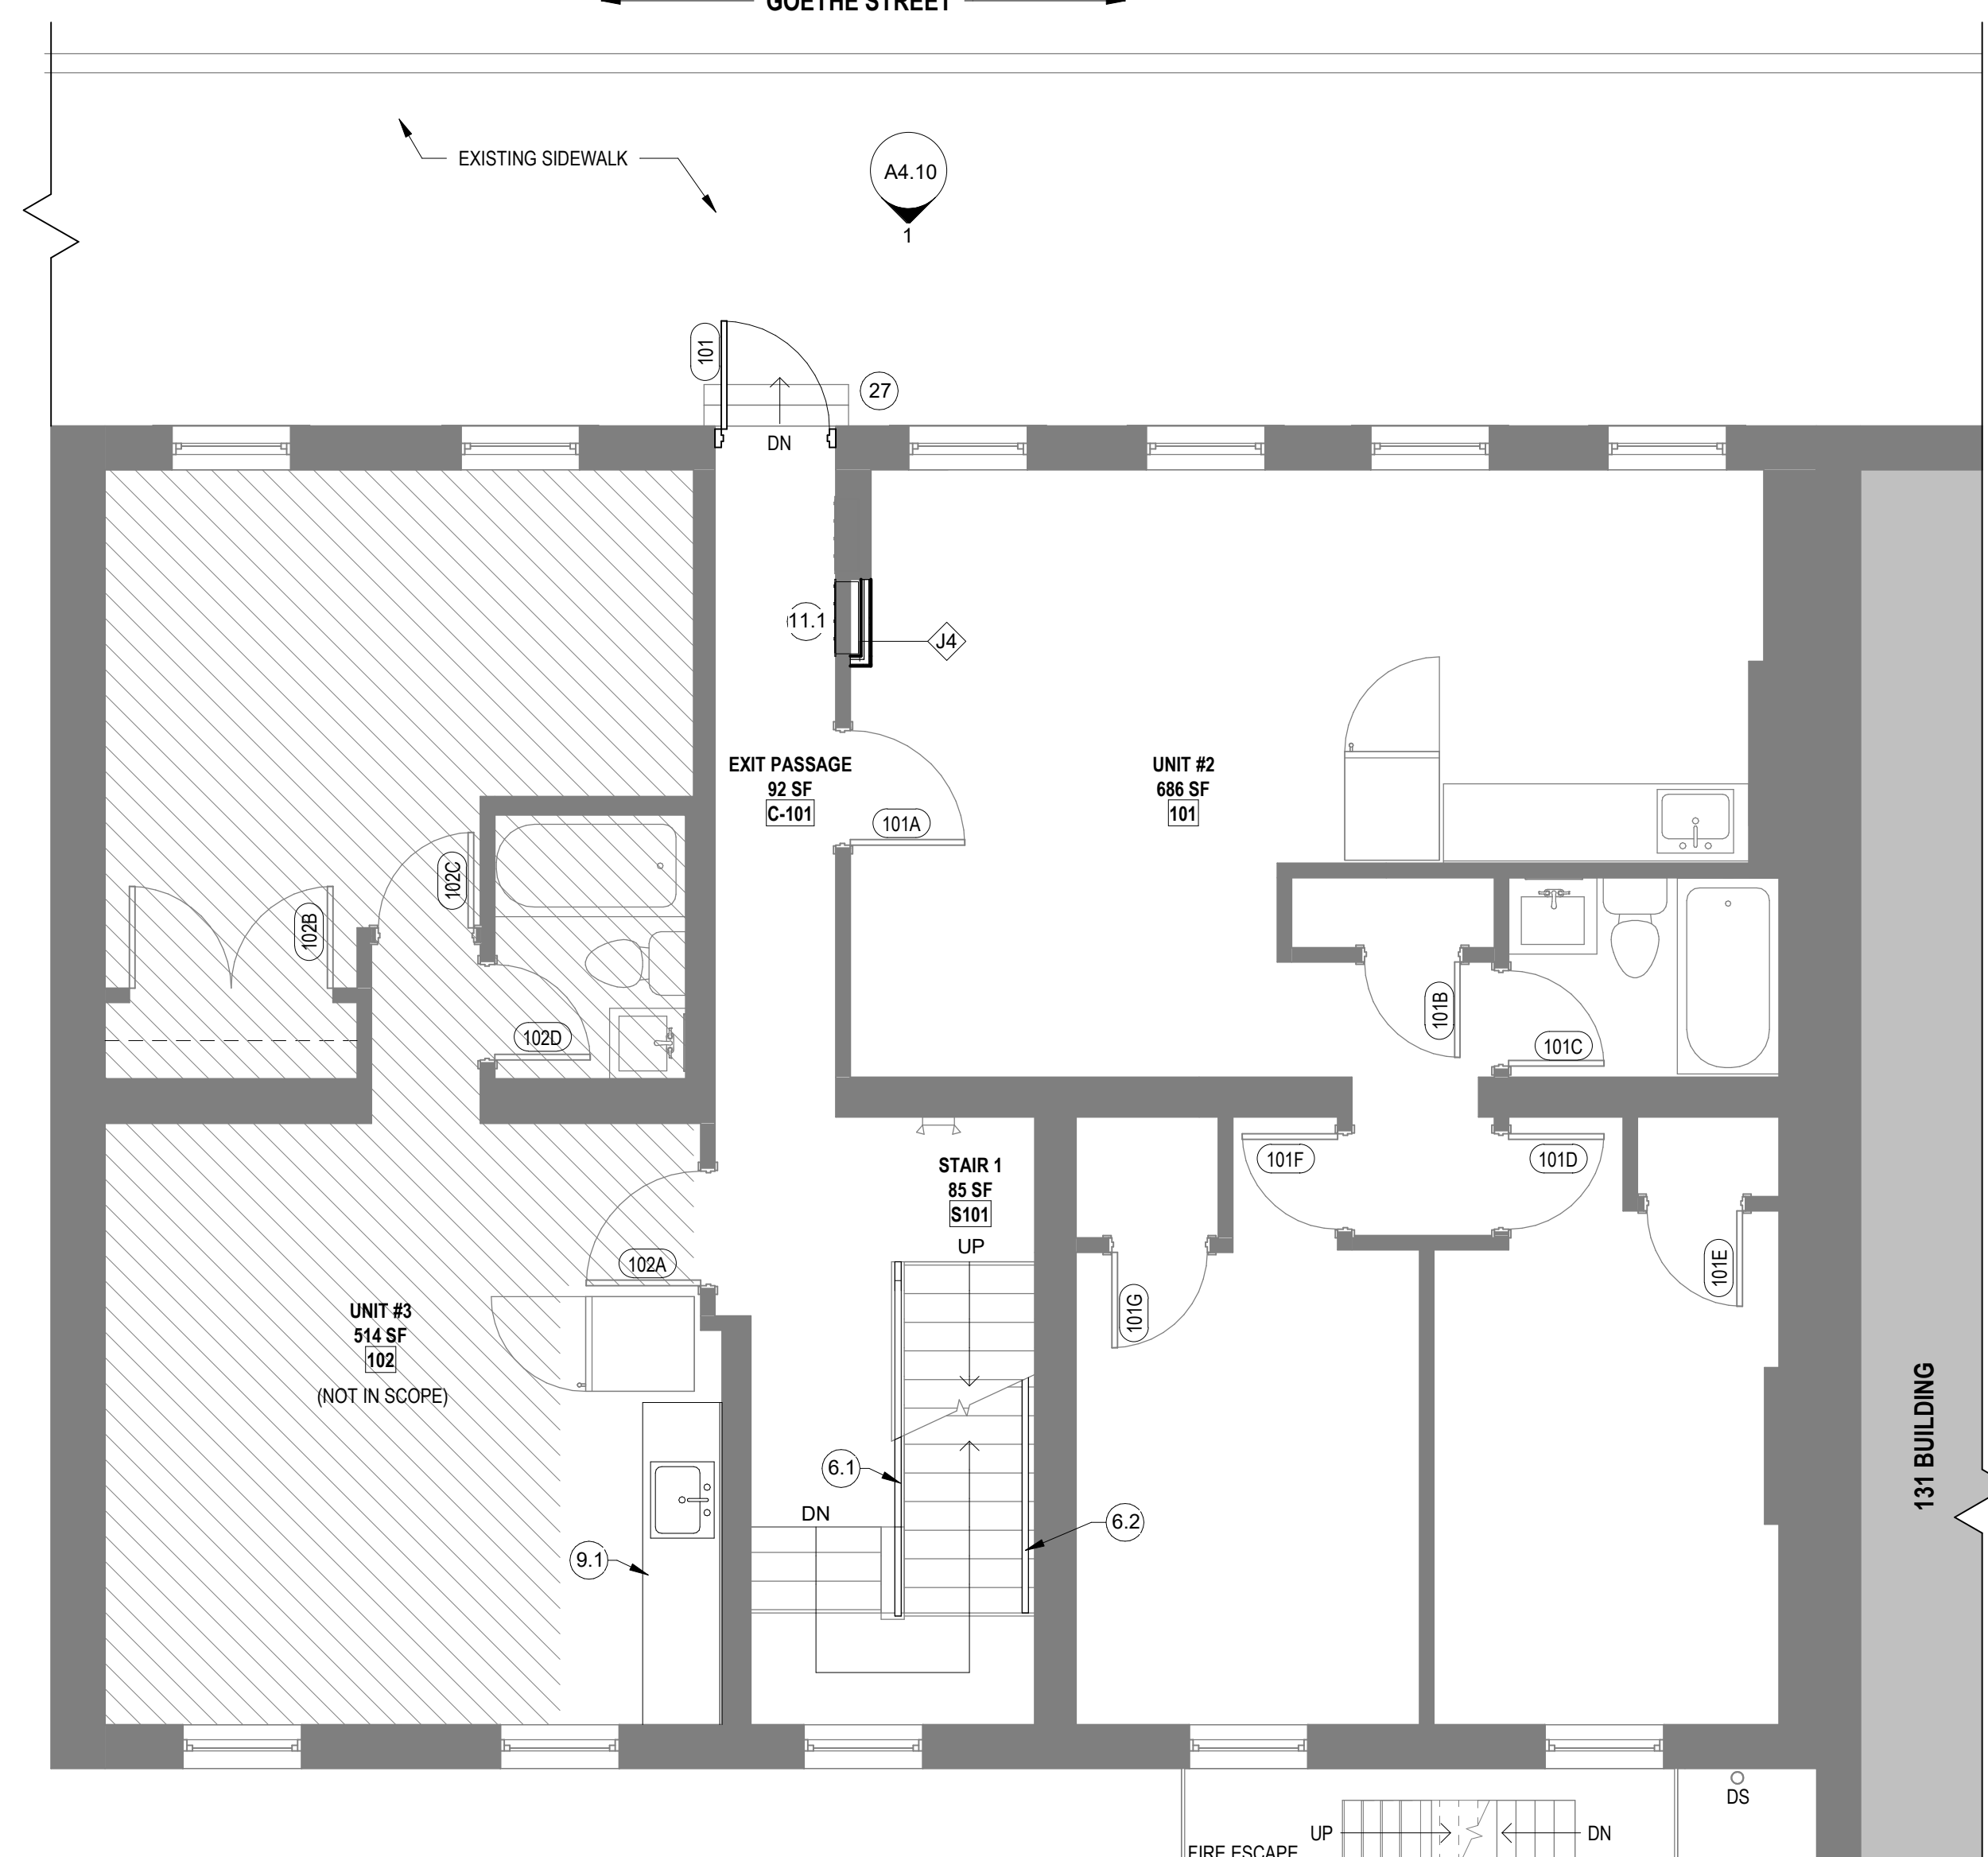 GOETHE STREET
EXISTING SIDEWALK
A4.10
1
101
27
DN
11.1
J4
EXIT PASSAGE
92 SF
C-101
UNIT #2
686 SF
101
101A
102C
102B
102D
101B
101C
STAIR 1
85 SF
S101
UP
101F
101D
102A
101E
101G
UNIT #3
514 SF
102
(NOT IN SCOPE)
131 BUILDING
6.1
DN
6.2
9.1
DS
UP
DN
FIRE ESCAPE